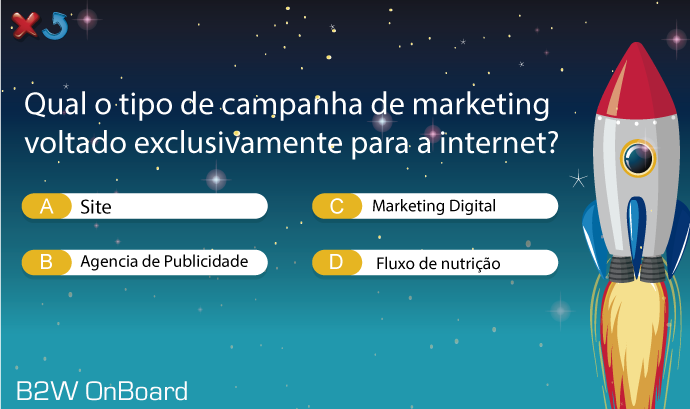 Qual o tipo de campanha de marketing
voltado exclusivamente para a internet?
A Site
C Marketing Digital
B Agencia de Publicidade
D Fluxo de nutrição
B2W OnBoard